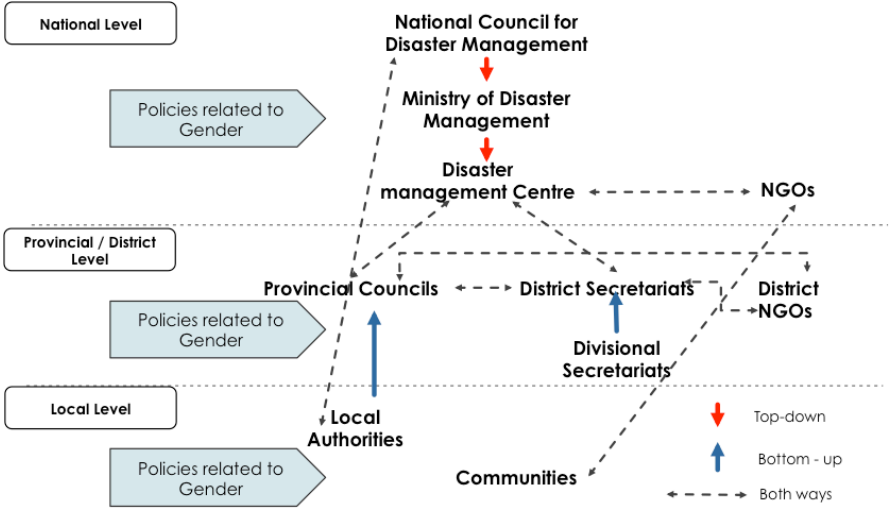 National Level
National Council for
Disaster Management
Policies related to
Gender
Ministry of Disaster
Management
Disaster
management Centre
NGOs
Provincial / District
Level
Provincial Councils
District Secretariats
District
NGOs
Policies related to
Gender
Divisional
Secretariats
Local Level
Local
Authorities
Top-down
Policies related to
Gender
Communities
Bottom - up
Both ways